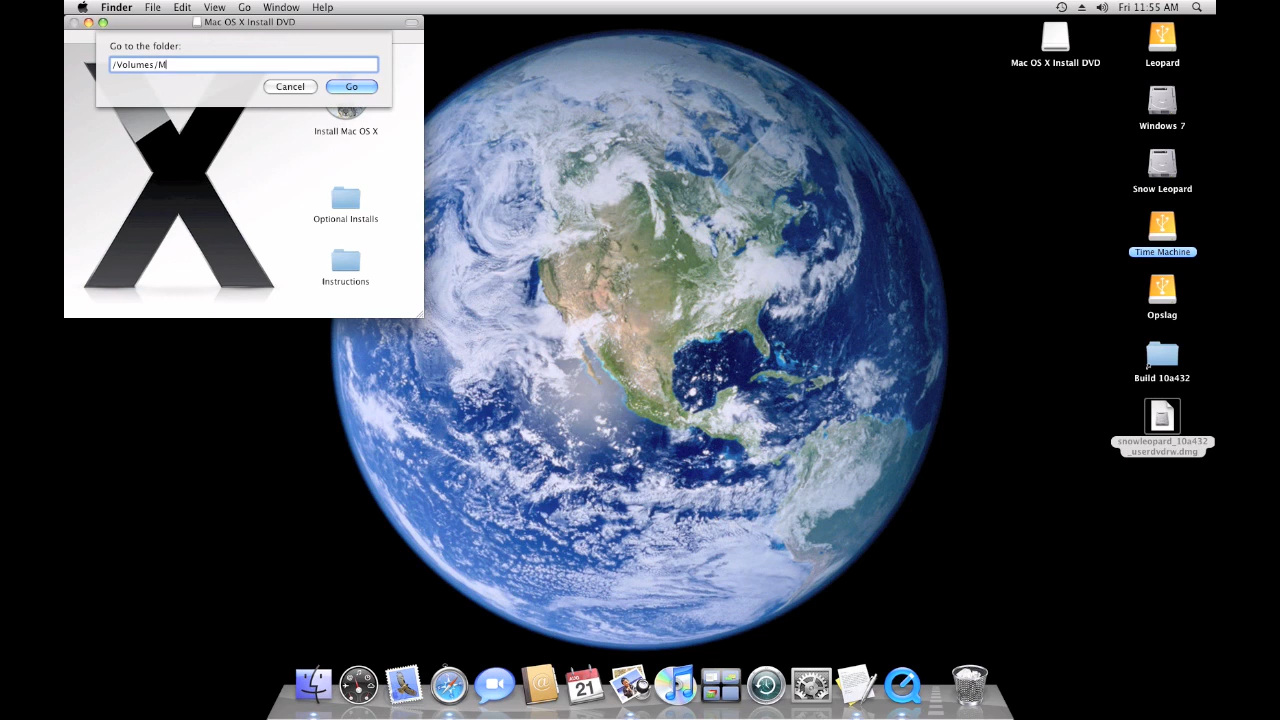 Finder File Edit View Go Window Help Fri 11:55 AM
Mac OS X Install DVD
Go to the folder:
/Volumes/M
Cancel Go
Install Mac OS X
Optional Installs
Instructions
Mac OS X Install DVD
Leopard
Windows 7
Snow Leopard
Time Machine
Opslag
Build 10a432
snowleopard_10a432
_userdvdrw.dmg
AUG
21